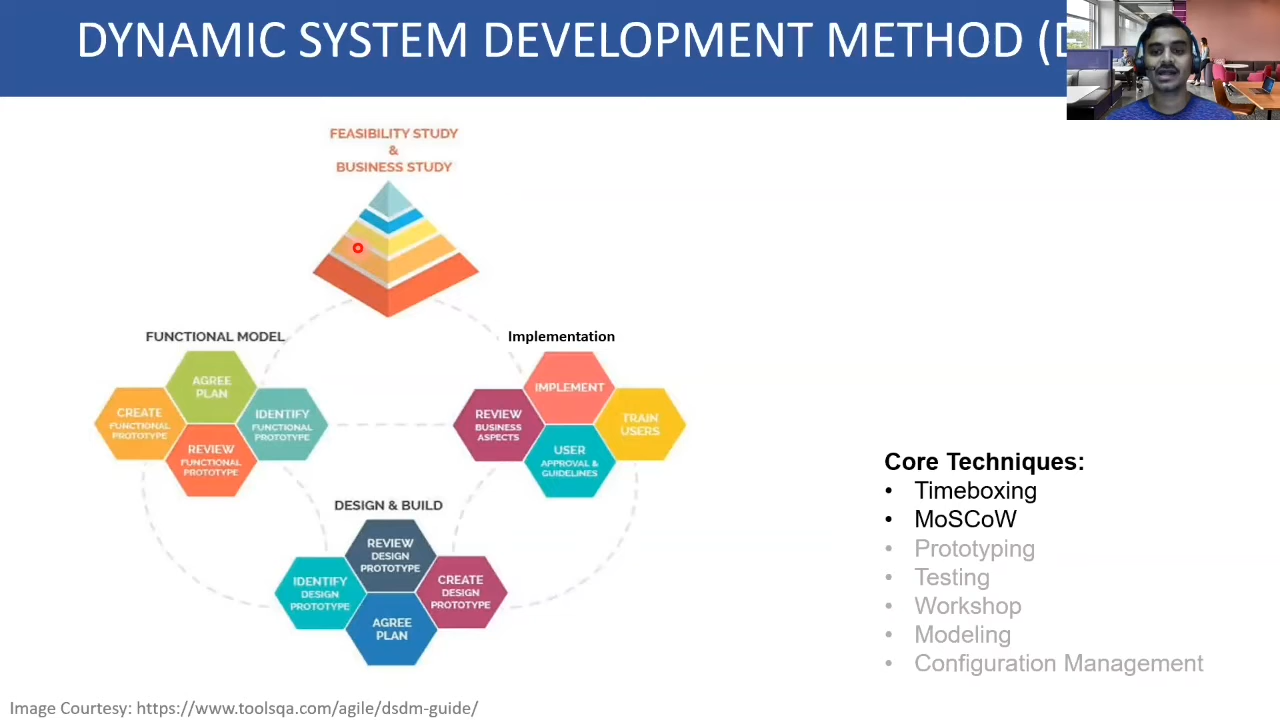 DYNAMIC SYSTEM DEVELOPMENT METHOD (D
FEASIBILITY STUDY
&
BUSINESS STUDY
FUNCTIONAL MODEL
AGREE
PLAN
CREATE
FUNCTIONAL
PROTOTYPE
IDENTIFY
FUNCTIONAL
PROTOTYPE
REVIEW
FUNCTIONAL
PROTOTYPE
Implementation
IMPLEMENT
REVIEW
BUSINESS
ASPECTS
TRAIN
USERS
USER
APPROVAL &
GUIDELINES
DESIGN & BUILD
REVIEW
DESIGN
PROTOTYPE
IDENTIFY
DESIGN
PROTOTYPE
CREATE
DESIGN
PROTOTYPE
AGREE
PLAN
Core Techniques:
• Timeboxing
• MoSCoW
• Prototyping
• Testing
• Workshop
• Modeling
• Configuration Management
Image Courtesy: https://www.toolsqa.com/agile/dsdm-guide/